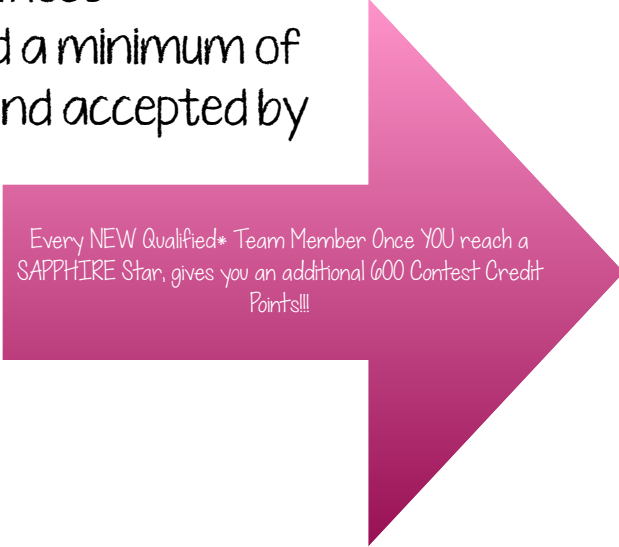 d a minimum of
nd accepted by
Every NEW Qualified* Team Member Once YOU reach a
SAPPHIRE Star, gives you an additional 600 Contest Credit
Points!!!